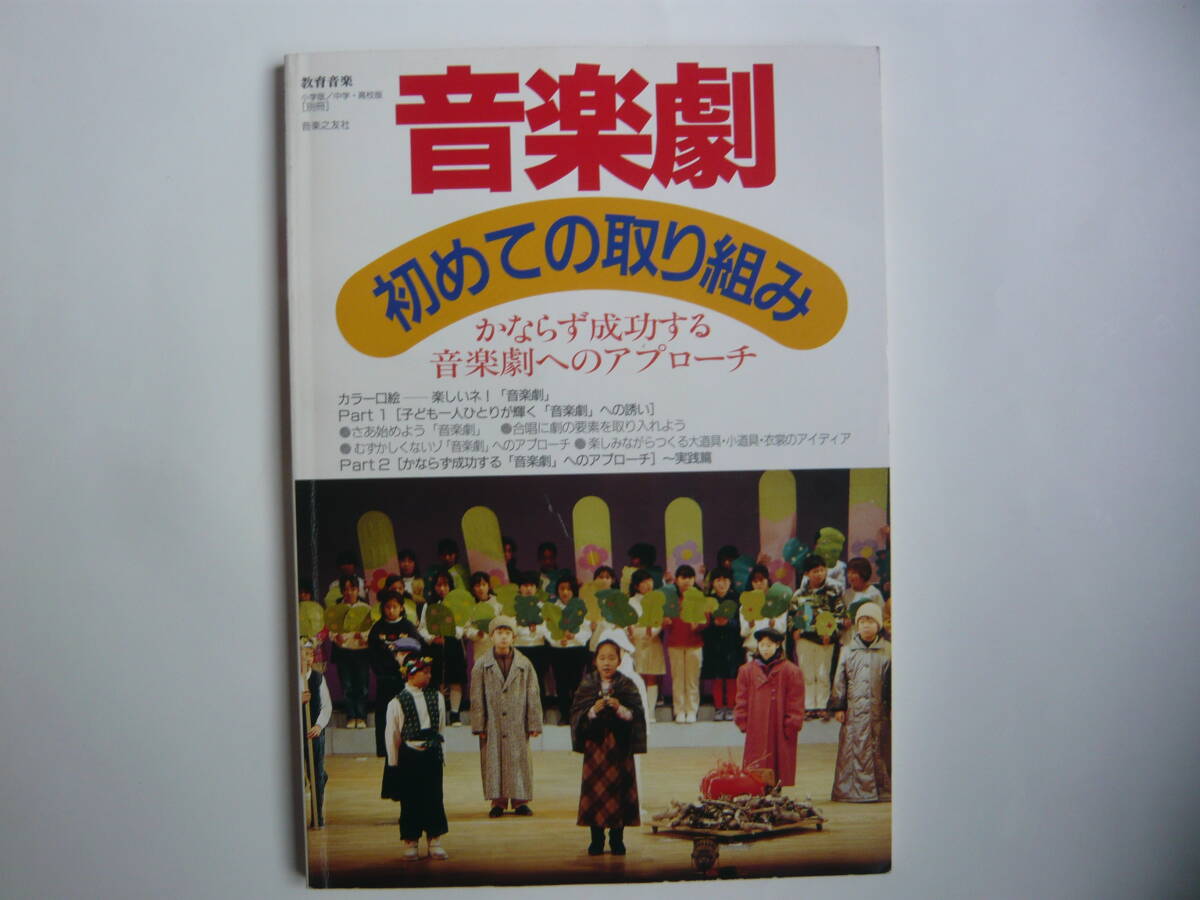 教育音楽
小学版／中学・高校版
［別冊］
音楽之友社
音楽劇
初めての取り組み
かならず成功する
音楽劇へのアプローチ
カラー口絵――楽しいネ！「音楽劇」
Part 1［子ども一人ひとりが輝く「音楽劇」への誘い］
●さあ始めよう「音楽劇」 ●合唱に劇の要素を取り入れよう
●むずかしくないゾ「音楽劇」へのアプローチ ●楽しみながらつくる大道具・小道具・衣裳のアイディア
Part 2［かならず成功する「音楽劇」へのアプローチ］～実践篇